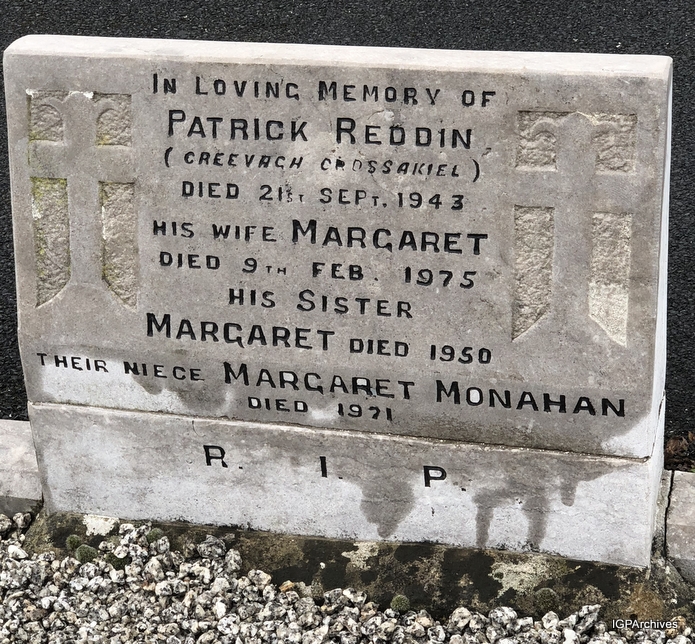 IN LOVING MEMORY OF
PATRICK REDDIN
(CREEVAGH CROSSAKIEL)
DIED 21ST SEPT. 1943
HIS WIFE MARGARET
DIED 9TH FEB. 1975
HIS SISTER
MARGARET DIED 1950
THEIR NIECE MARGARET MONAHAN
DIED 1971
R. I. P.
IGPArchives